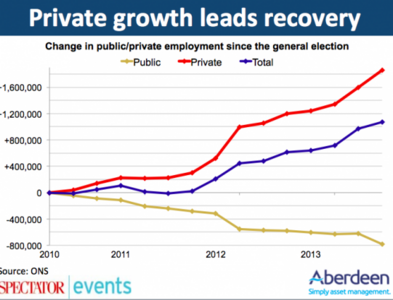 Private growth leads recovery
Change in public/private employment since the general election
Public Private Total
+1,600,000
+1,200,000
+800,000
+400,000
0
-400,000
-800,000
2010 2011 2012 2013
Source: ONS
SPECTATOR events
Aberdeen
Simply asset management.